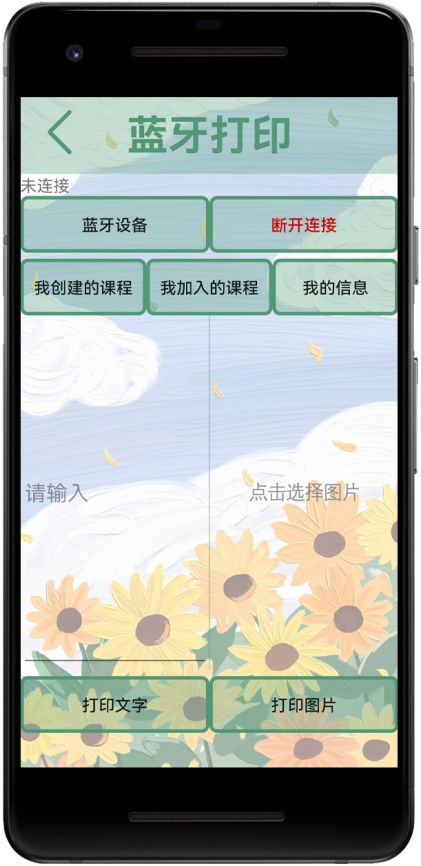 蓝牙打印
未连接
蓝牙设备 断开连接
我创建的课程 我加入的课程 我的信息
请输入 点击选择图片
打印文字 打印图片